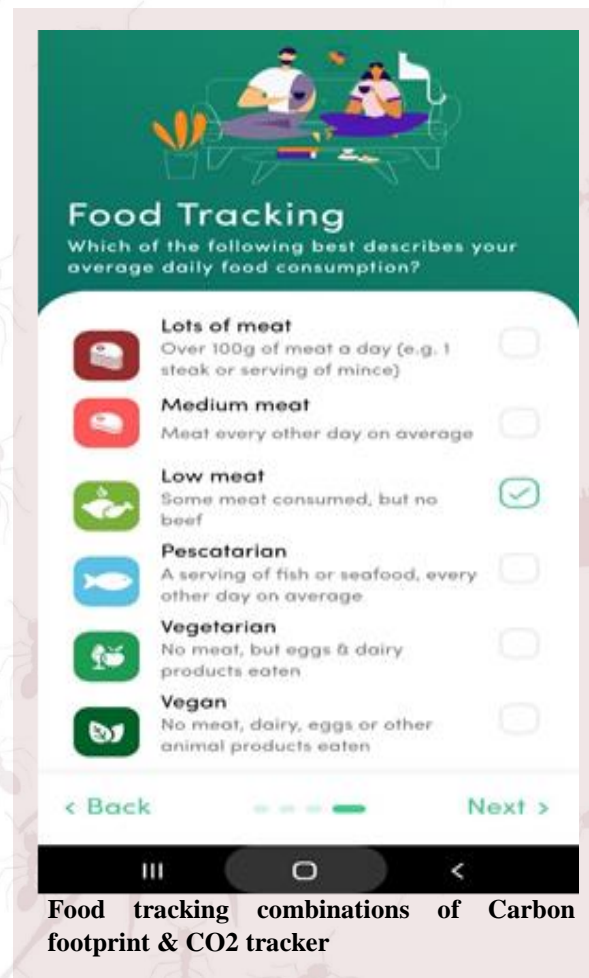 Food Tracking
Which of the following best describes your
average daily food consumption?
Lots of meat
Over 100g of meat a day (e.g. 1
steak or serving of mince)
Medium meat
Meat every other day on average
Low meat
Some meat consumed, but no
beef
Pescatarian
A serving of fish or seafood, every
other day on average
Vegetarian
No meat, but eggs & dairy
products eaten
Vegan
No meat, dairy, eggs or other
animal products eaten
< Back
Next >
Food tracking combinations of Carbon
footprint & CO2 tracker